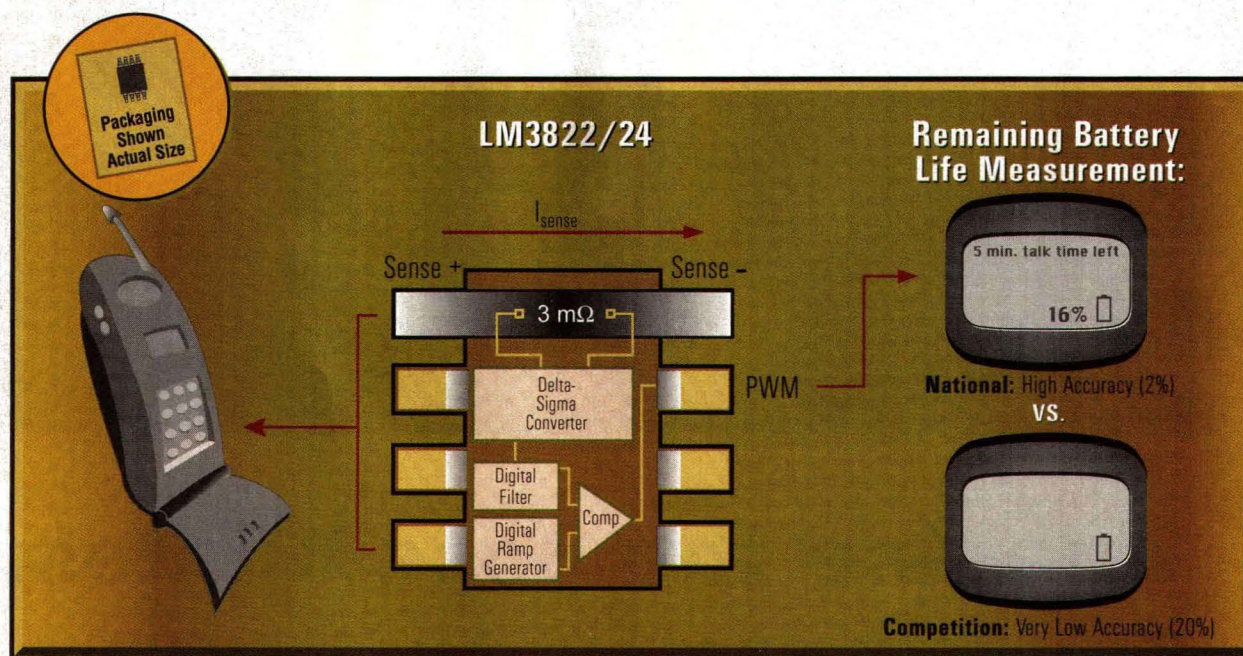 Packaging
Shown
Actual Size
LM3822/24
Remaining Battery
Life Measurement:
I sense
Sense +
Sense –
3 mΩ
5 min. talk time left
16%
Delta-
Sigma
Converter
PWM
National: High Accuracy (2%)
VS.
Digital
Filter
Comp
Digital
Ramp
Generator
Competition: Very Low Accuracy (20%)